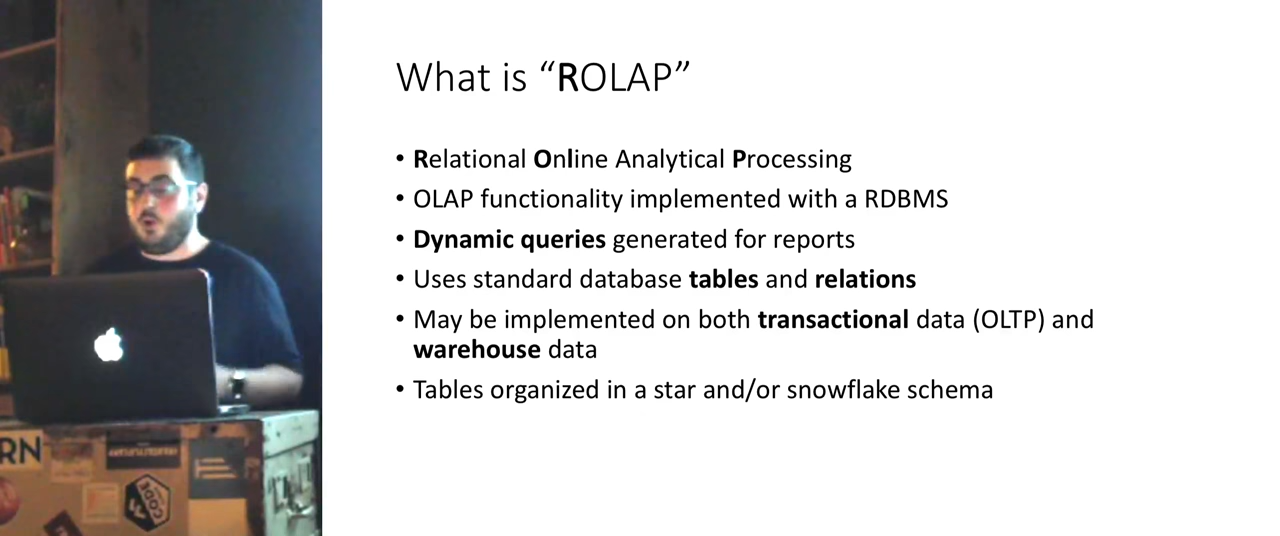 What is “ROLAP”
• Relational Online Analytical Processing
• OLAP functionality implemented with a RDBMS
• Dynamic queries generated for reports
• Uses standard database tables and relations
• May be implemented on both transactional data (OLTP) and
warehouse data
• Tables organized in a star and/or snowflake schema
RN
CODE